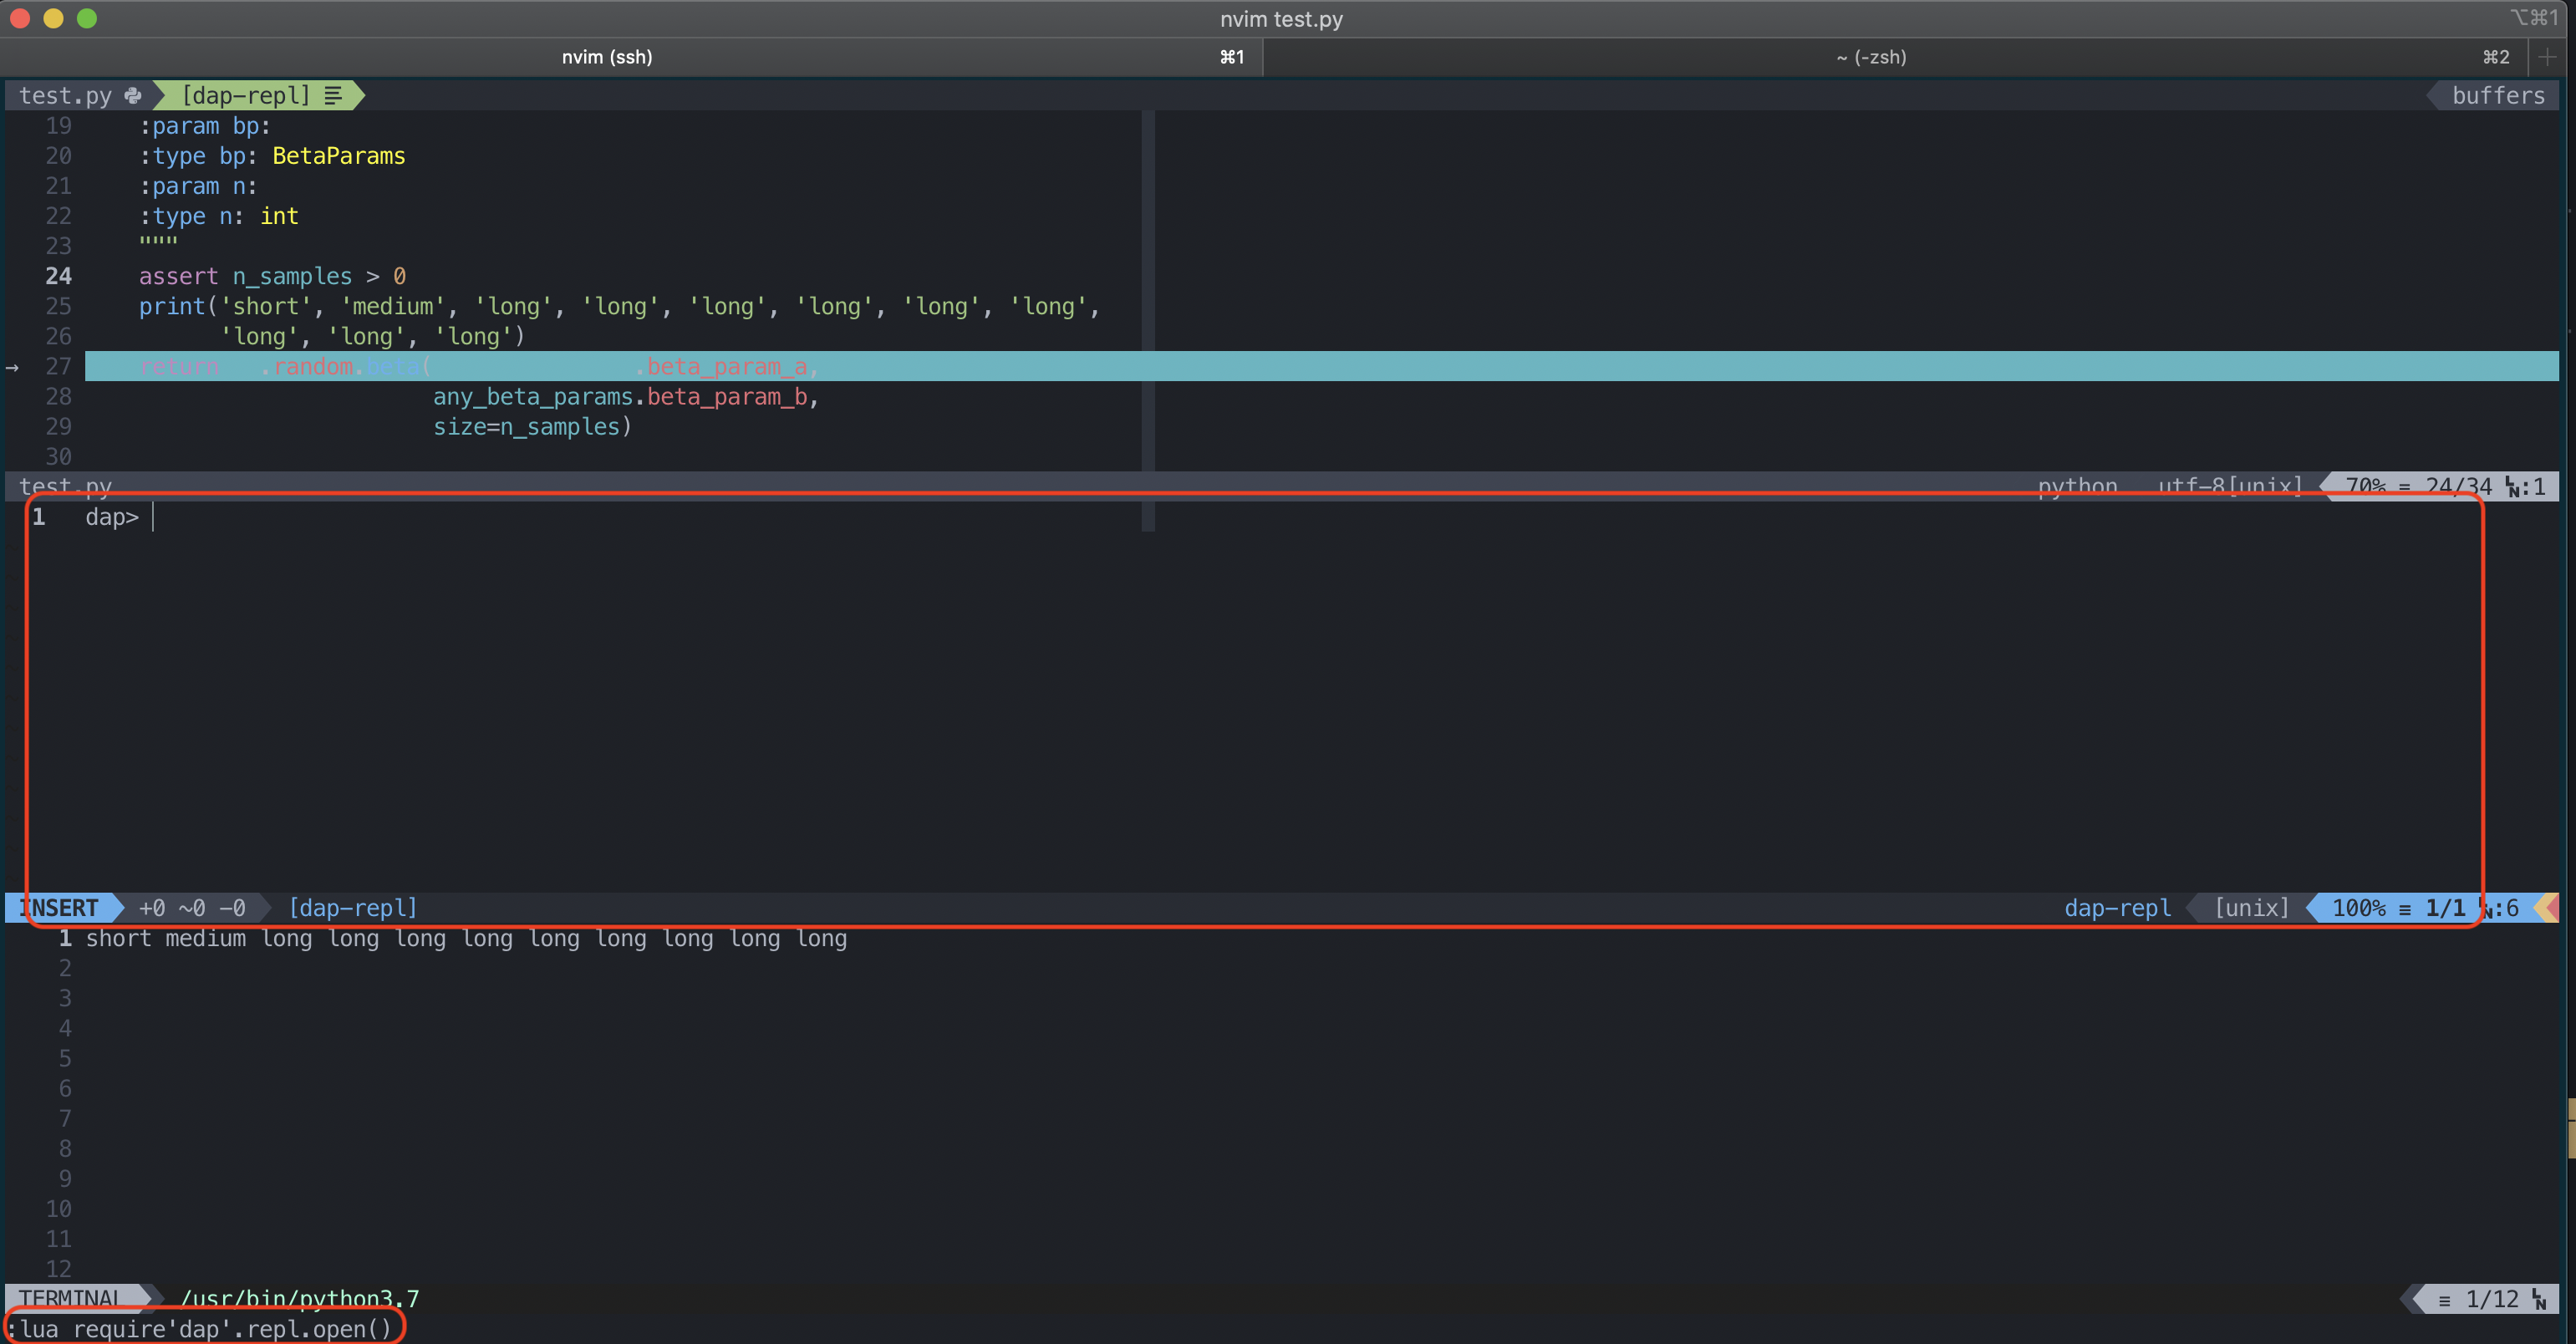 nvim test.py ⌥⌘1
nvim (ssh) ⌘1 ~ (-zsh) ⌘2 +
test.py [dap-repl] buffers
19 :param bp:
20 :type bp: BetaParams
21 :param n:
22 :type n: int
23 """
24 assert n_samples > 0
25 print('short', 'medium', 'long', 'long', 'long', 'long', 'long', 'long',
26 'long', 'long', 'long')
→ 27 return .random.beta( .beta_param_a,
28 any_beta_params.beta_param_b,
29 size=n_samples)
30
test.py python utf-8[unix] 70% ≡ 24/34 ␤:1
1 dap>
INSERT +0 ~0 -0 [dap-repl] dap-repl [unix] 100% ≡ 1/1 ␤:6
1 short medium long long long long long long long long long
2
3
4
5
6
7
8
9
10
11
12
TERMINAL /usr/bin/python3.7 ≡ 1/12 ␤
:lua require'dap'.repl.open()